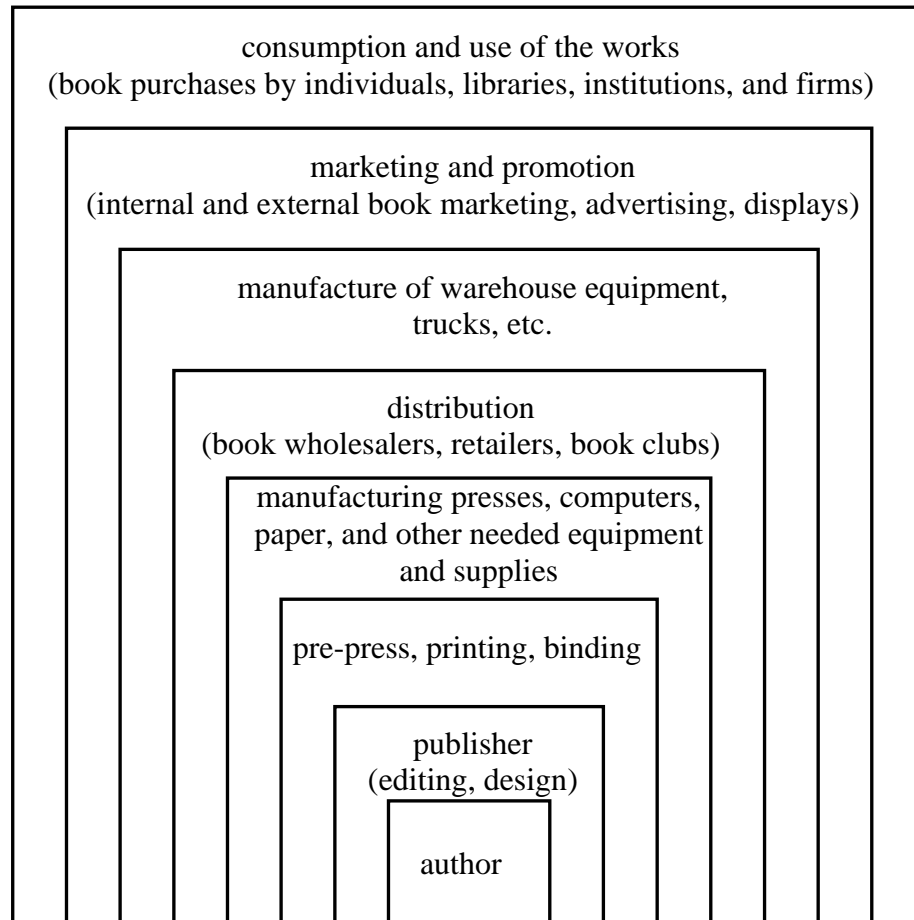 consumption and use of the works
(book purchases by individuals, libraries, institutions, and firms)
marketing and promotion
(internal and external book marketing, advertising, displays)
manufacture of warehouse equipment,
trucks, etc.
distribution
(book wholesalers, retailers, book clubs)
manufacturing presses, computers,
paper, and other needed equipment
and supplies
pre-press, printing, binding
publisher
(editing, design)
author